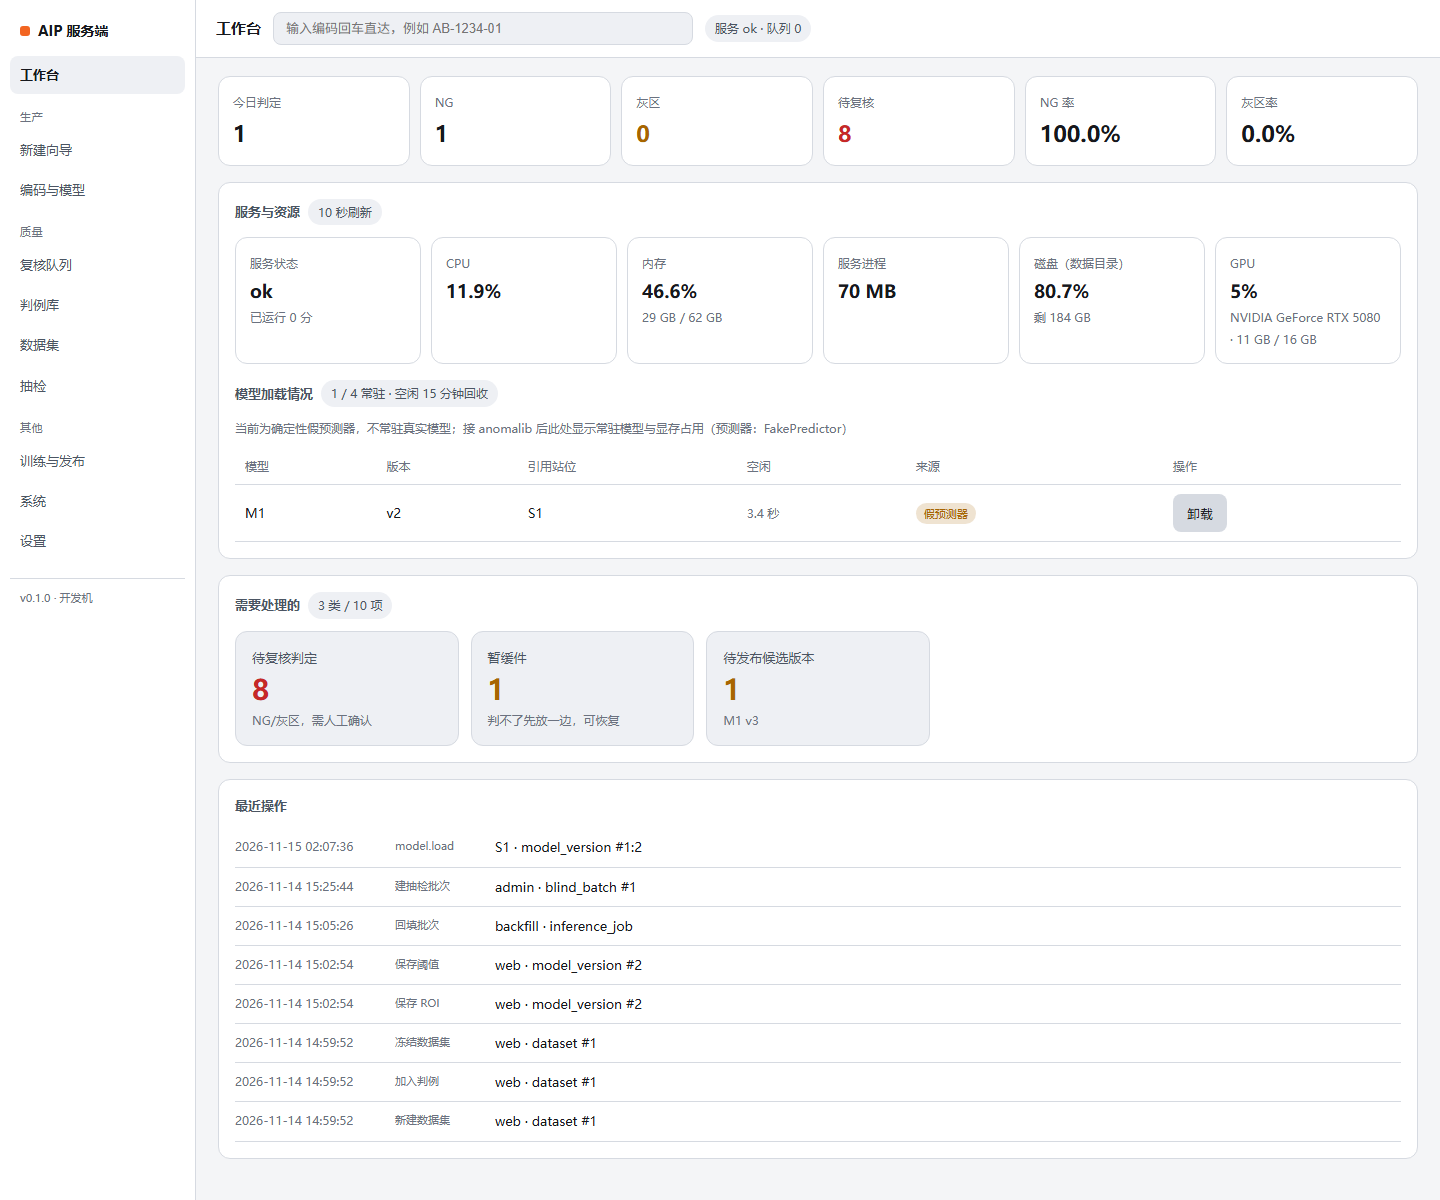 AIP 服务端
工作台
生产
新建向导
编码与模型
质量
复核队列
判例库
数据集
抽检
其他
训练与发布
系统
设置
v0.1.0 · 开发机
工作台
输入编码回车直达，例如 AB-1234-01
服务 ok · 队列 0
今日判定
1
NG
1
灰区
0
待复核
8
NG 率
100.0%
灰区率
0.0%
服务与资源
10 秒刷新
服务状态
ok
已运行 0 分
CPU
11.9%
内存
46.6%
29 GB / 62 GB
服务进程
70 MB
磁盘（数据目录）
80.7%
剩 184 GB
GPU
5%
NVIDIA GeForce RTX 5080
· 11 GB / 16 GB
模型加载情况
1 / 4 常驻 · 空闲 15 分钟回收
当前为确定性假预测器，不常驻真实模型；接 anomalib 后此处显示常驻模型与显存占用（预测器：FakePredictor）
模型 版本 引用站位 空闲 来源 操作
M1 v2 S1 3.4 秒 假预测器 卸载
需要处理的
3 类 / 10 项
待复核判定
8
NG/灰区，需人工确认
暂缓件
1
判不了先放一边，可恢复
待发布候选版本
1
M1 v3
最近操作
2026-11-15 02:07:36 model.load S1 · model_version #1:2
2026-11-14 15:25:44 建抽检批次 admin · blind_batch #1
2026-11-14 15:05:26 回填批次 backfill · inference_job
2026-11-14 15:02:54 保存阈值 web · model_version #2
2026-11-14 15:02:54 保存 ROI web · model_version #2
2026-11-14 14:59:52 冻结数据集 web · dataset #1
2026-11-14 14:59:52 加入判例 web · dataset #1
2026-11-14 14:59:52 新建数据集 web · dataset #1